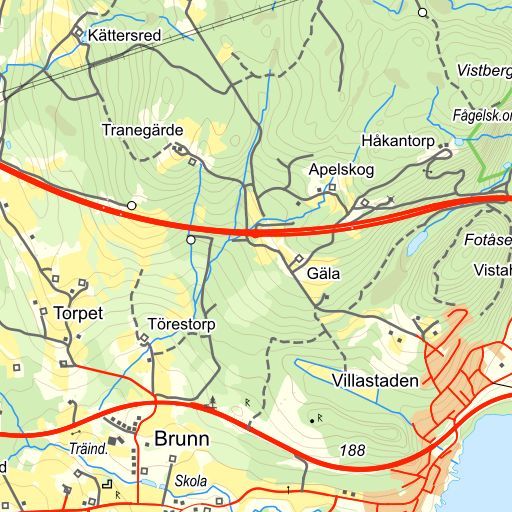 Kättersred
Vistberg
Fågelsk.om
Tranegärde
Håkantorp
Apelskog
Fotåse
Gäla
Vistah
Torpet
Törestorp
Villastaden
Brunn
Träind.
188
R
R
R
d
Skola